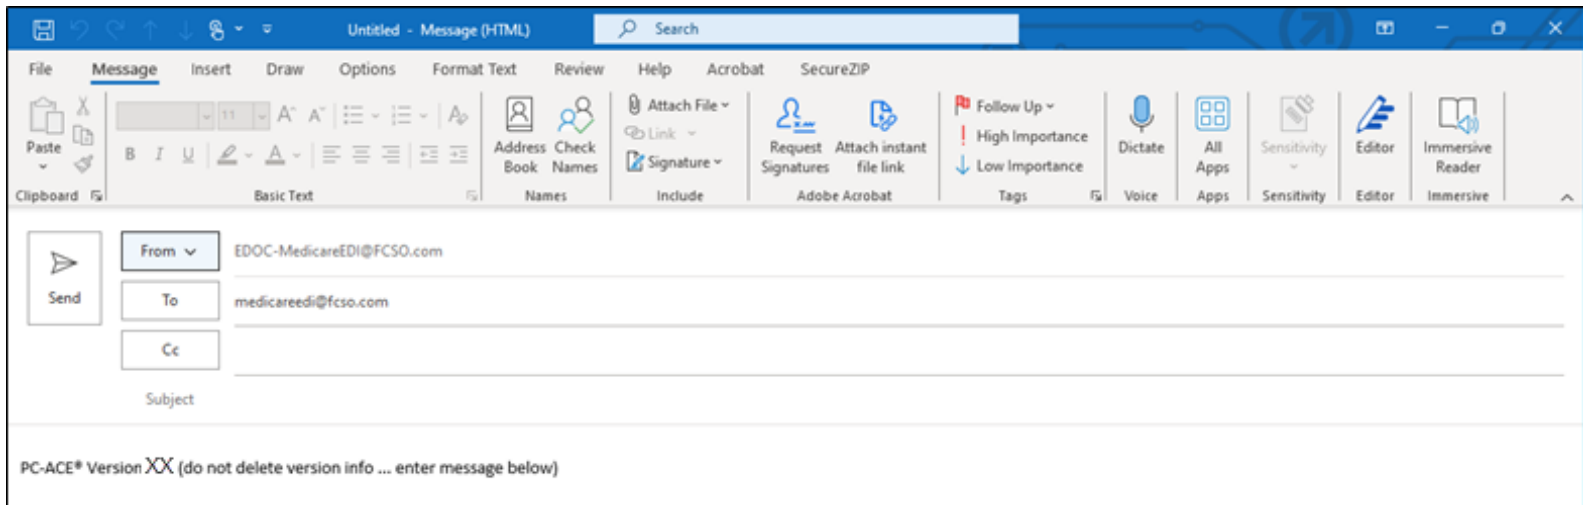 Untitled - Message (HTML)
Search
File Message Insert Draw Options Format Text Review Help Acrobat SecureZIP
Paste
Clipboard
11
B I U A
Basic Text
Address Book
Check Names
Names
Attach File
Link
Signature
Include
Request Signatures
Attach instant file link
Adobe Acrobat
Follow Up
High Importance
Low Importance
Tags
Dictate
Voice
All Apps
Apps
Sensitivity
Sensitivity
Editor
Editor
Immersive Reader
Immersive
Send
From EDOC-MedicareEDI@FCSO.com
To medicareedi@fcso.com
Cc
Subject
PC-ACE® Version XX (do not delete version info ... enter message below)